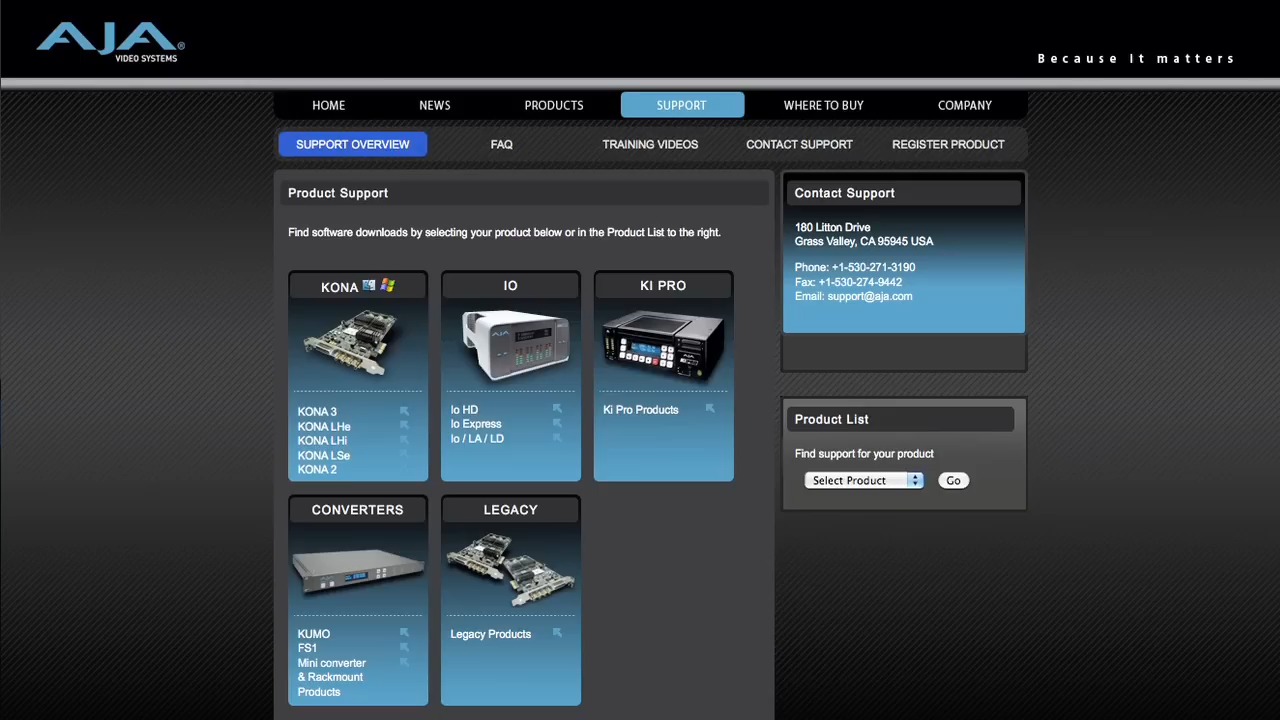 AJA®
VIDEO SYSTEMS
Because it matters
HOME NEWS PRODUCTS SUPPORT WHERE TO BUY COMPANY
SUPPORT OVERVIEW FAQ TRAINING VIDEOS CONTACT SUPPORT REGISTER PRODUCT
Product Support
Find software downloads by selecting your product below or in the Product List to the right.
KONA
KONA 3
KONA LHe
KONA LHi
KONA LSe
KONA 2
IO
AJA
Io HD
Io Express
Io / LA / LD
KI PRO
AJA
Ki Pro Products
CONVERTERS
KUMO
FS1
Mini converter
& Rackmount
Products
LEGACY
Legacy Products
Contact Support
180 Litton Drive
Grass Valley, CA 95945 USA
Phone: +1-530-271-3190
Fax: +1-530-274-9442
Email: support@aja.com
Product List
Find support for your product
Select Product Go